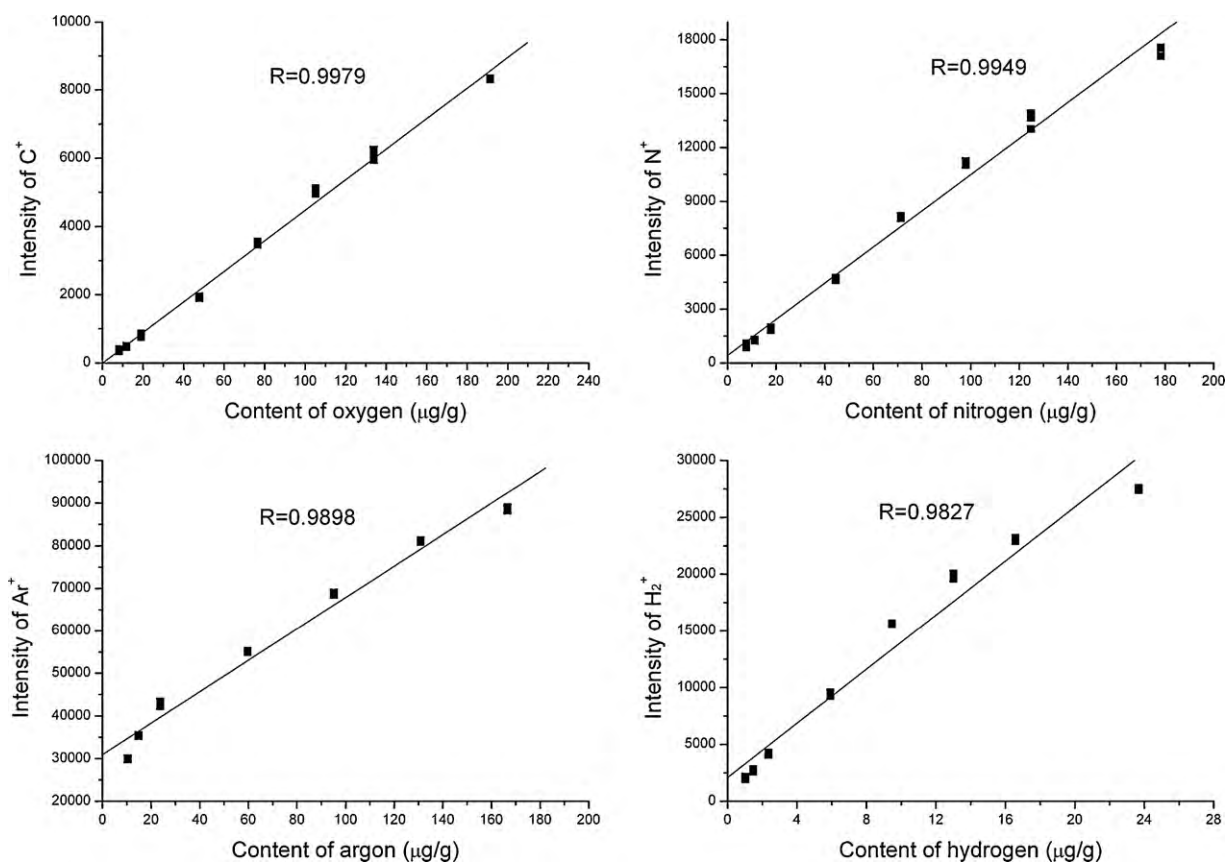 10000
8000
6000
4000
2000
0
Intensity of C⁺
R=0.9979
0 20 40 60 80 100 120 140 160 180 200 220 240
Content of oxygen (μg/g)
18000
15000
12000
9000
6000
3000
0
Intensity of N⁺
R=0.9949
0 20 40 60 80 100 120 140 160 180 200
Content of nitrogen (μg/g)
100000
90000
80000
70000
60000
50000
40000
30000
20000
Intensity of Ar⁺
R=0.9898
0 20 40 60 80 100 120 140 160 180 200
Content of argon (μg/g)
30000
25000
20000
15000
10000
5000
0
Intensity of H₂⁺
R=0.9827
0 4 8 12 16 20 24 28
Content of hydrogen (μg/g)